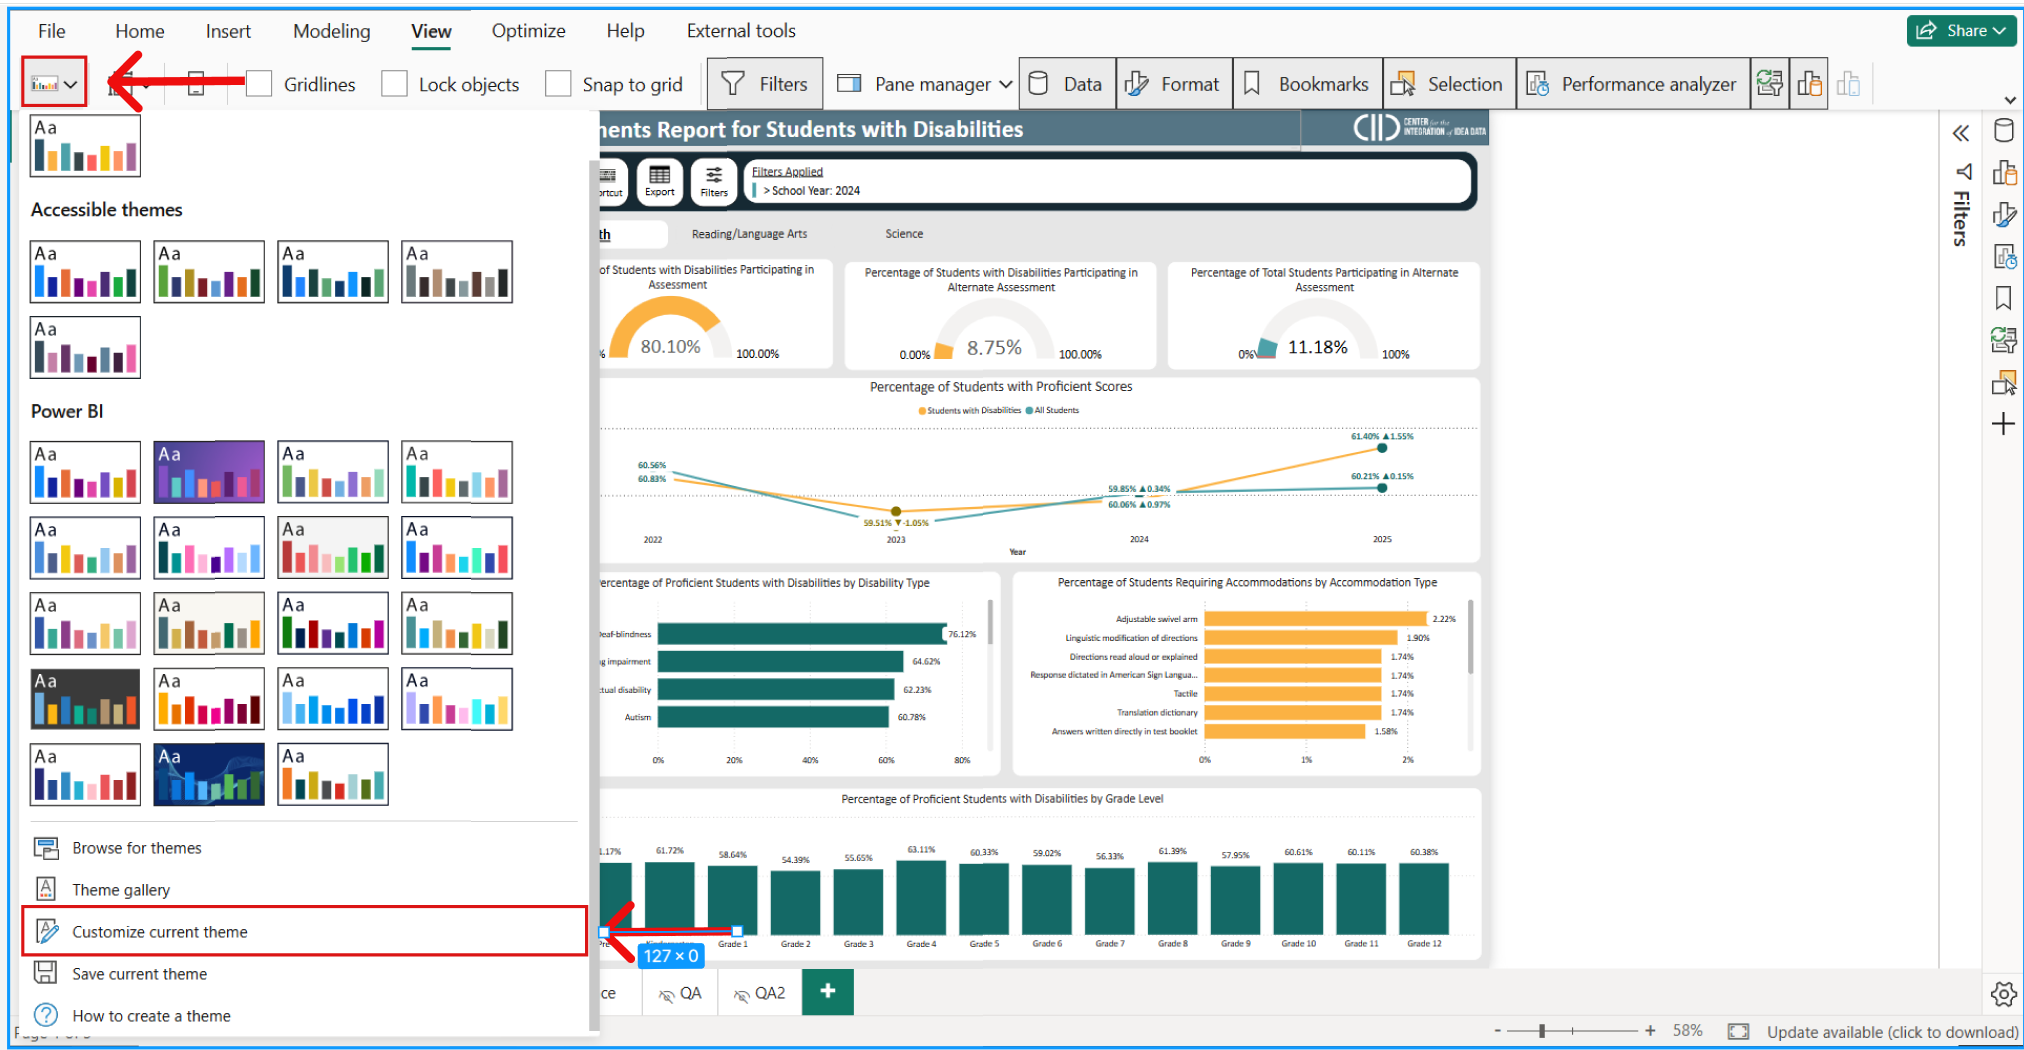 File Home Insert Modeling View Optimize Help External tools Share
Gridlines Lock objects Snap to grid Filters Pane manager Data Format Bookmarks Selection Performance analyzer
Aa
Accessible themes
Aa Aa Aa Aa
Aa
Power BI
Aa Aa Aa Aa
Aa Aa Aa Aa
Aa Aa Aa Aa
Aa Aa Aa Aa
Aa Aa Aa
Browse for themes
Theme gallery
Customize current theme
Save current theme
How to create a theme
ents Report for Students with Disabilities
CENTER for the
INTEGRATION of IDEA DATA
Export
Filters
Filters Applied
> School Year: 2024
th Reading/Language Arts Science
of Students with Disabilities Participating in
Assessment
80.10%
100.00%
Percentage of Students with Disabilities Participating in
Alternate Assessment
0.00% 8.75% 100.00%
Percentage of Total Students Participating in Alternate
Assessment
0% 11.18% 100%
Percentage of Students with Proficient Scores
Students with Disabilities All Students
61.40% ▲1.55%
60.56%
60.83%
60.21% ▲0.15%
59.85% ▲0.34%
60.06% ▲0.97%
59.51% ▼-1.05%
2022 2023 2024 2025
Year
ercentage of Proficient Students with Disabilities by Disability Type
Deaf-blindness 76.12%
g impairment 64.62%
ctual disability 62.23%
Autism 60.78%
0% 20% 40% 60% 80%
Percentage of Students Requiring Accommodations by Accommodation Type
Adjustable swivel arm 2.22%
Linguistic modification of directions 1.90%
Directions read aloud or explained 1.74%
Response dictated in American Sign Langua... 1.74%
Tactile 1.74%
Translation dictionary 1.74%
Answers written directly in test booklet 1.58%
0% 1% 2%
Percentage of Proficient Students with Disabilities by Grade Level
1.17% 61.72% 58.64% 54.39% 55.65% 63.11% 60.33% 59.02% 56.33% 61.39% 57.95% 60.61% 60.11% 60.38%
Grade 1 Grade 2 Grade 3 Grade 4 Grade 5 Grade 6 Grade 7 Grade 8 Grade 9 Grade 10 Grade 11 Grade 12
127 × 0
ce QA QA2 +
Filters
- + 58% Update available (click to download)